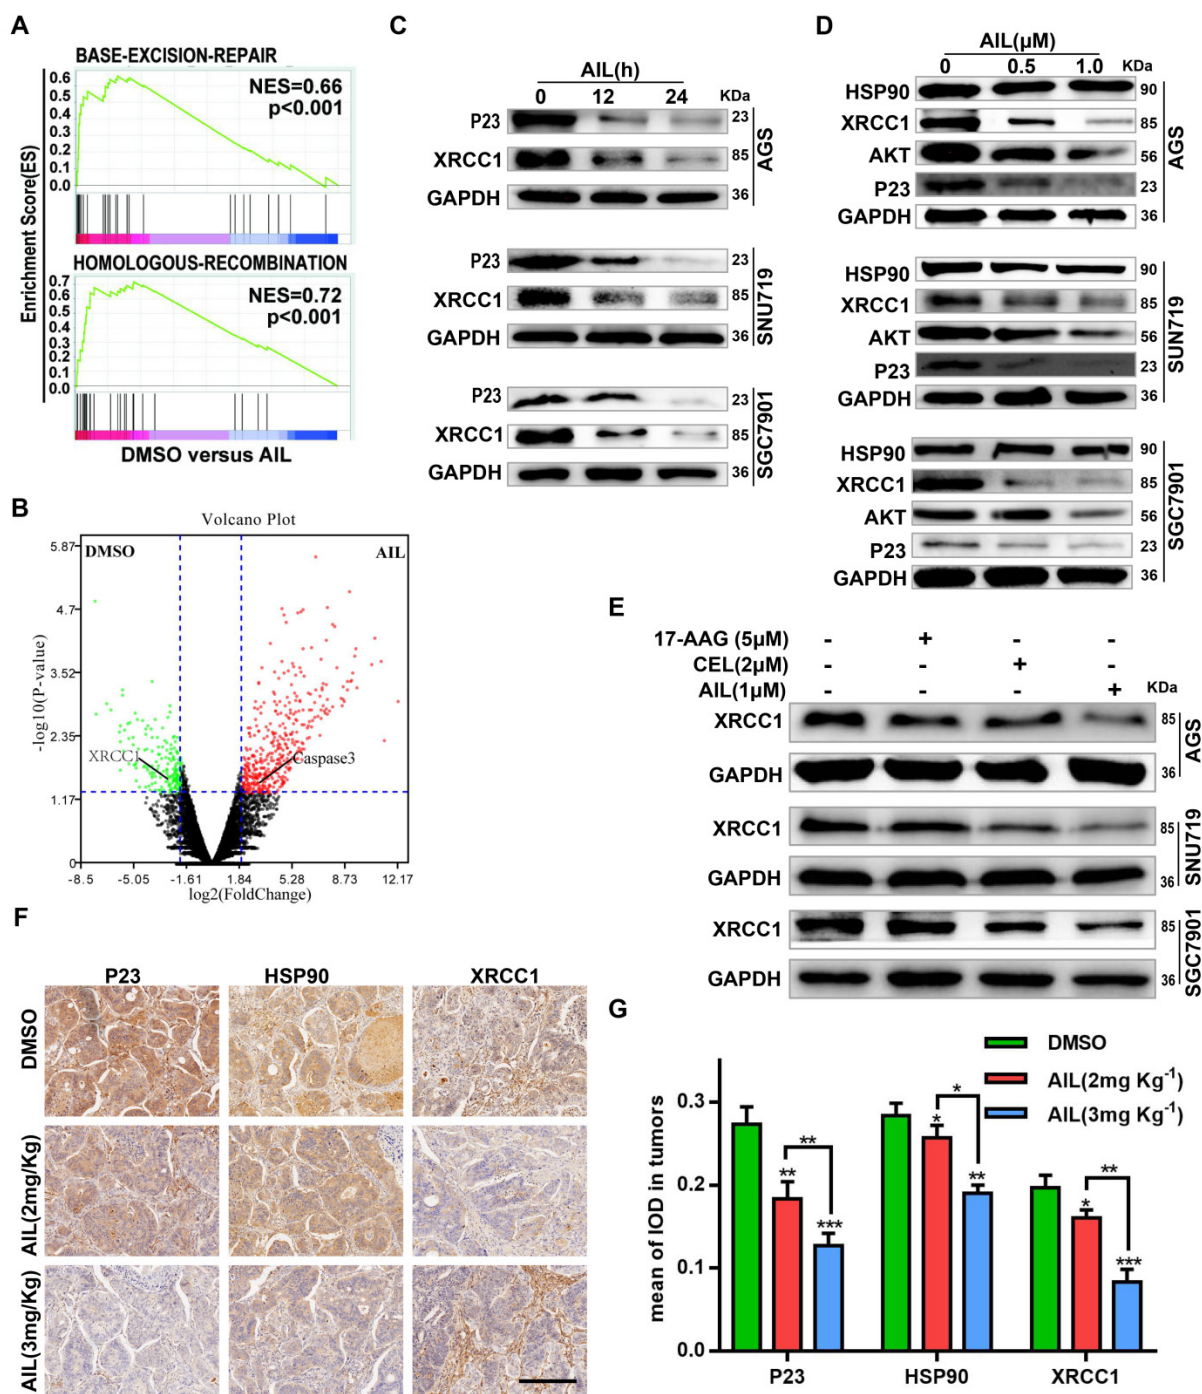 A
BASE-EXCISION-REPAIR
NES=0.66
p<0.001
0.6
0.5
0.4
0.3
0.2
0.1
0.0
HOMOLOGOUS-RECOMBINATION
NES=0.72
p<0.001
0.7
0.6
0.5
0.4
0.3
0.2
0.1
0.0
Enrichment Score(ES)
DMSO versus AIL
B
Volcano Plot
DMSO
AIL
5.87
4.7
3.52
2.35
1.17
0
-log10(P-value)
XRCC1
Caspase3
-8.5 -5.05 -1.61 1.84 5.28 8.73 12.17
log2(FoldChange)
C
AIL(h)
0 12 24 KDa
P23 23
XRCC1 85
GAPDH 36
AGS
P23 23
XRCC1 85
GAPDH 36
SNU719
P23 23
XRCC1 85
GAPDH 36
SGC7901
D
AIL(μM)
0 0.5 1.0 KDa
HSP90 90
XRCC1 85
AKT 56
P23 23
GAPDH 36
AGS
HSP90 90
XRCC1 85
AKT 56
P23 23
GAPDH 36
SUN719
HSP90 90
XRCC1 85
AKT 56
P23 23
GAPDH 36
SGC7901
E
17-AAG (5μM) - + - -
CEL(2μM) - - + -
AIL(1μM) - - - + KDa
XRCC1 85
GAPDH 36
AGS
XRCC1 85
GAPDH 36
SNU719
XRCC1 85
GAPDH 36
SGC7901
F
P23 HSP90 XRCC1
DMSO
AIL(2mg/Kg)
AIL(3mg/Kg)
G
DMSO
AIL(2mg Kg-1)
AIL(3mg Kg-1)
mean of IOD in tumors
0.3
0.2
0.1
0.0
** ** ***
* * **
** * ***
P23 HSP90 XRCC1